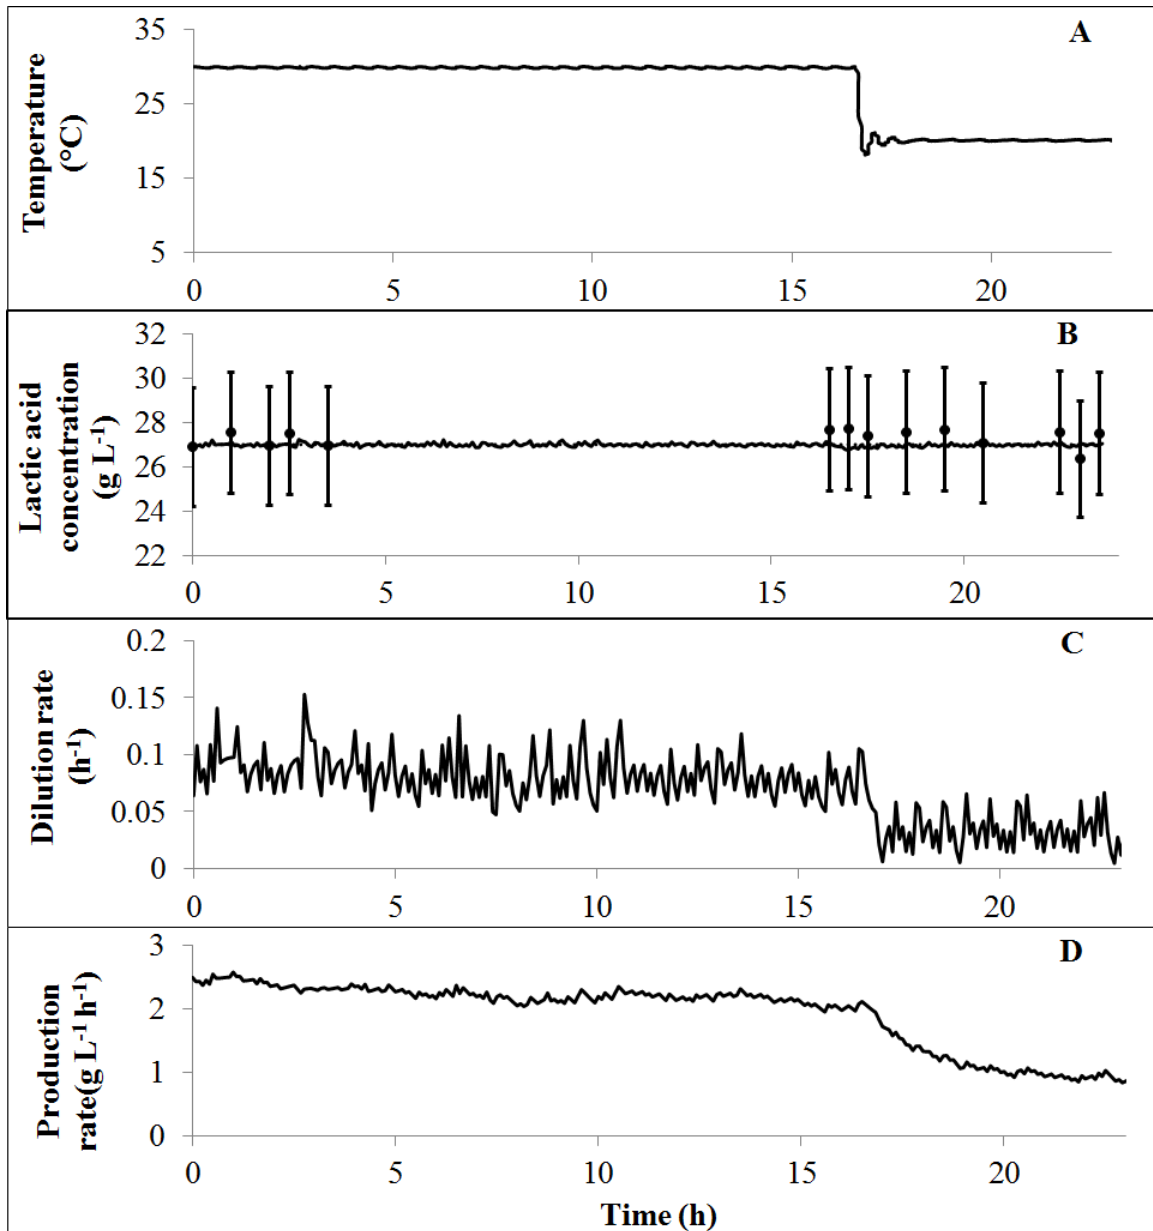 A
Temperature
(°C)
35
25
15
5
0 5 10 15 20
B
Lactic acid
concentration
(g L⁻¹)
32
30
28
26
24
22
0 5 10 15 20
C
Dilution rate
(h⁻¹)
0.2
0.15
0.1
0.05
0
0 5 10 15 20
D
Production
rate(g L⁻¹ h⁻¹)
3
2
1
0
0 5 10 15 20
Time (h)